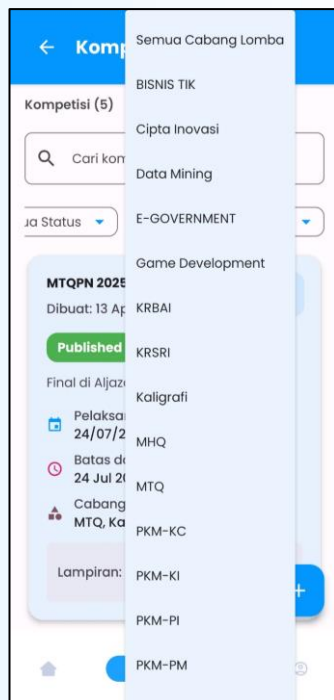 Komp
Kompetisi (5)
Cari kom
ua Status
MTQPN 2025
Dibuat: 13 Ap
Published
Final di Aljaz
Pelaksa
24/07/2
Batas d
24 Jul 20
Cabang
MTQ, Ka
Lampiran:
+
Semua Cabang Lomba
BISNIS TIK
Cipta Inovasi
Data Mining
E-GOVERNMENT
Game Development
KRBAI
KRSRI
Kaligrafi
MHQ
MTQ
PKM-KC
PKM-KI
PKM-PI
PKM-PM